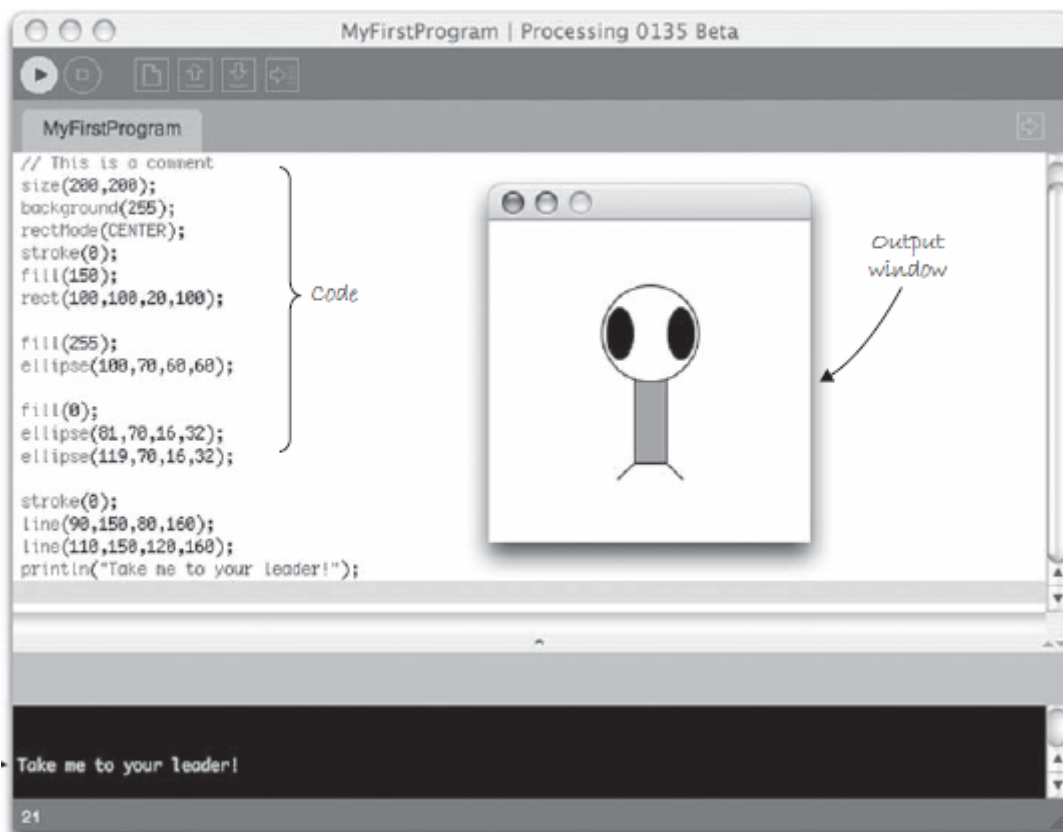 MyFirstProgram | Processing 0135 Beta
MyFirstProgram
// This is a comment
size(200,200);
background(255);
rectMode(CENTER);
stroke(0);
fill(150);
rect(100,100,20,100);
fill(255);
ellipse(100,70,60,60);
fill(0);
ellipse(81,70,16,32);
ellipse(119,70,16,32);
stroke(0);
line(90,150,80,160);
line(110,150,120,160);
println("Take me to your leader!");
Code
Output
window
Take me to your leader!
21